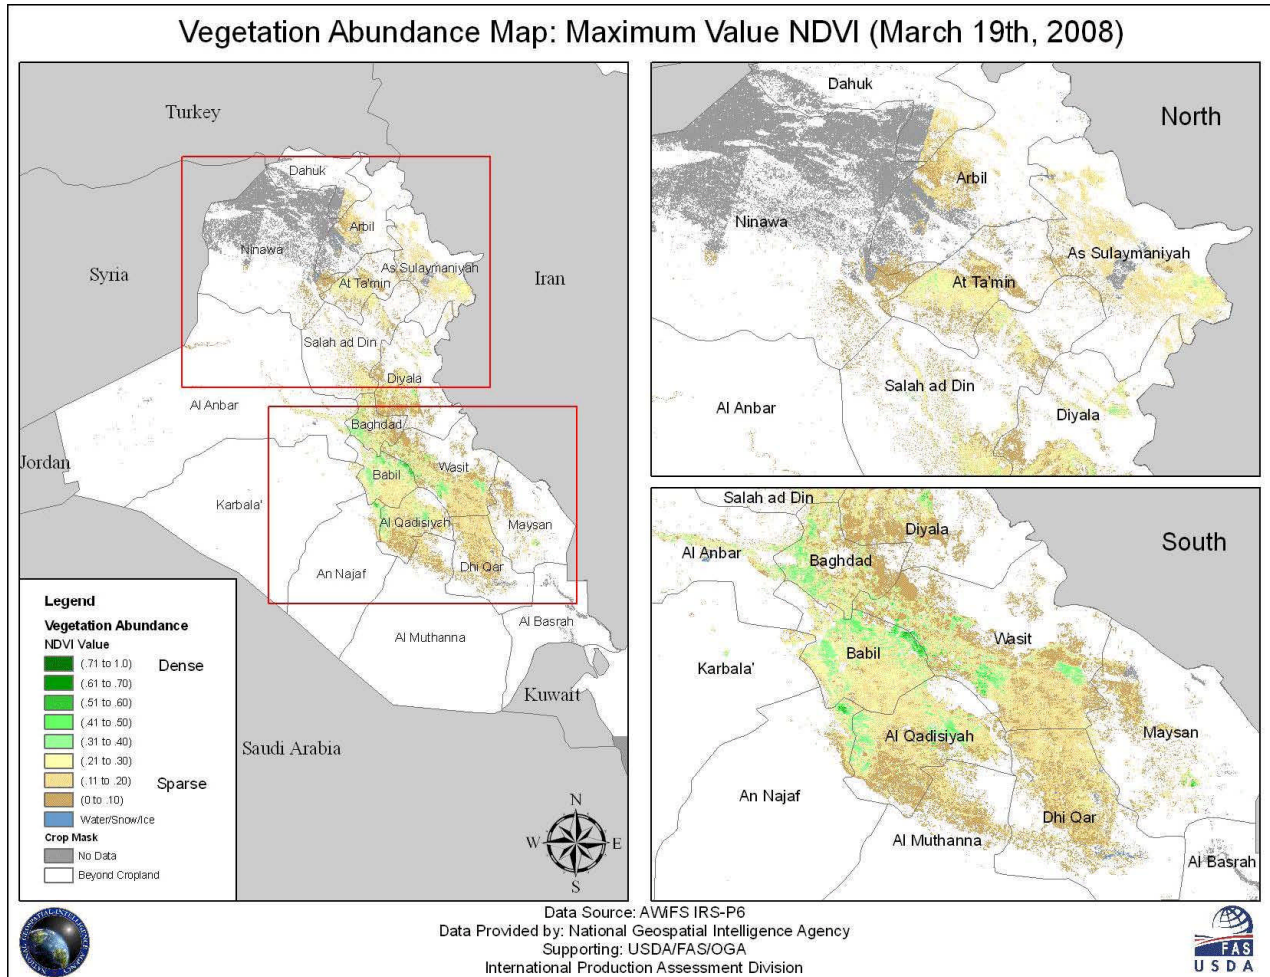 Vegetation Abundance Map: Maximum Value NDVI (March 19th, 2008)
Turkey
Syria
Iran
Jordan
Saudi Arabia
Kuwait
Dahuk
Ninawa
Arbil
As Sulaymaniyah
At Ta'min
Salah ad Din
Diyala
Al Anbar
Baghdad
Wasit
Babil
Karbala'
Al Qadisiyah
Maysan
An Najaf
Dhi Qar
Al Basrah
Al Muthanna
Legend
Vegetation Abundance
NDVI Value
(.71 to 1.0) Dense
(.61 to .70)
(.51 to .60)
(.41 to .50)
(.31 to .40)
(.21 to .30)
(.11 to .20) Sparse
(0 to .10)
Water/Snow/Ice
Crop Mask
No Data
Beyond Cropland
N
W E
S
North
Dahuk
Arbil
Ninawa
As Sulaymaniyah
At Ta'min
Salah ad Din
Al Anbar
Diyala
South
Salah ad Din
Diyala
Al Anbar
Baghdad
Wasit
Babil
Karbala'
Al Qadisiyah
Maysan
An Najaf
Dhi Qar
Al Muthanna
Al Basrah
Data Source: AWiFS IRS-P6
Data Provided by: National Geospatial Intelligence Agency
Supporting: USDA/FAS/OGA
International Production Assessment Division
NATIONAL GEOSPATIAL-INTELLIGENCE AGENCY
FAS
USDA